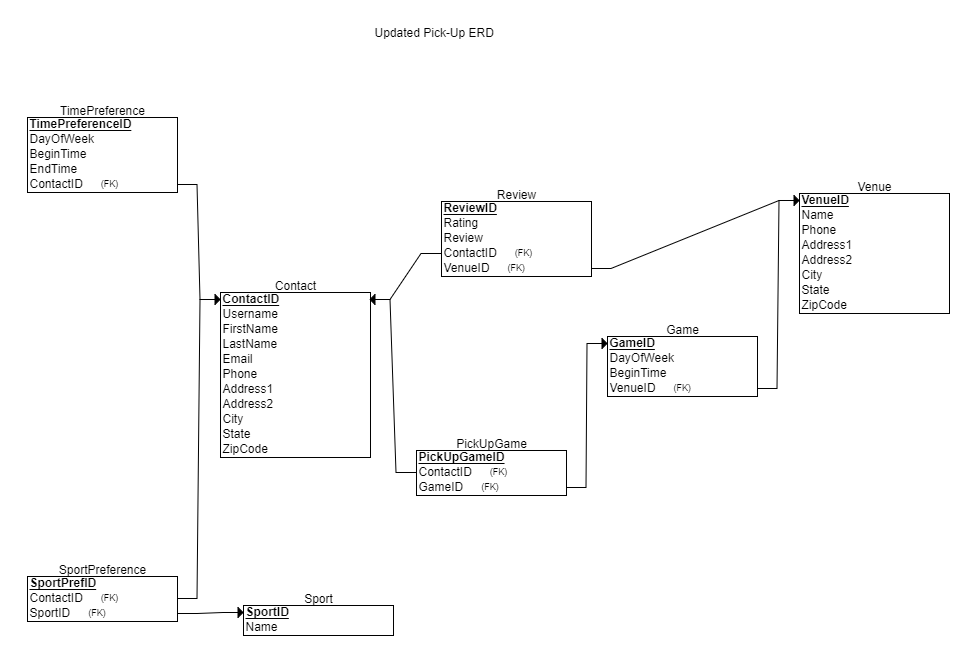 Updated Pick-Up ERD
TimePreference
TimePreferenceID
DayOfWeek
BeginTime
EndTime
ContactID (FK)
Contact
ContactID
Username
FirstName
LastName
Email
Phone
Address1
Address2
City
State
ZipCode
Review
ReviewID
Rating
Review
ContactID (FK)
VenueID (FK)
Venue
VenueID
Name
Phone
Address1
Address2
City
State
ZipCode
Game
GameID
DayOfWeek
BeginTime
VenueID (FK)
PickUpGame
PickUpGameID
ContactID (FK)
GameID (FK)
SportPreference
SportPrefID
ContactID (FK)
SportID (FK)
Sport
SportID
Name